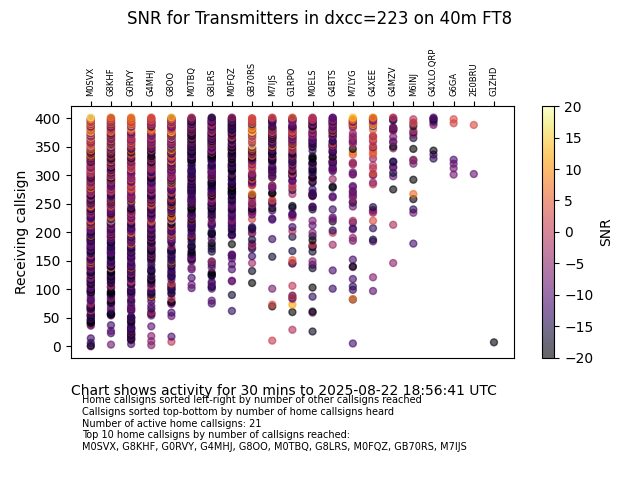 SNR for Transmitters in dxcc=223 on 40m FT8
M0SVX G8KHF G0RVY G4MHJ G8OO M0TBQ G8LRS M0FQZ GB70RS M7IJS G1RPO M0ELS G4BTS M7LYG G4XEE G4MZV M6INJ G4XLO.QRP G6GA 2E0BRU G1ZHD
400
350
300
250
200
150
100
50
0
Receiving callsign
20
15
10
5
0
−5
−10
−15
−20
SNR
Chart shows activity for 30 mins to 2025-08-22 18:56:41 UTC
Home callsigns sorted left-right by number of other callsigns reached
Callsigns sorted top-bottom by number of home callsigns heard
Number of active home callsigns: 21
Top 10 home callsigns by number of callsigns reached:
M0SVX, G8KHF, G0RVY, G4MHJ, G8OO, M0TBQ, G8LRS, M0FQZ, GB70RS, M7IJS